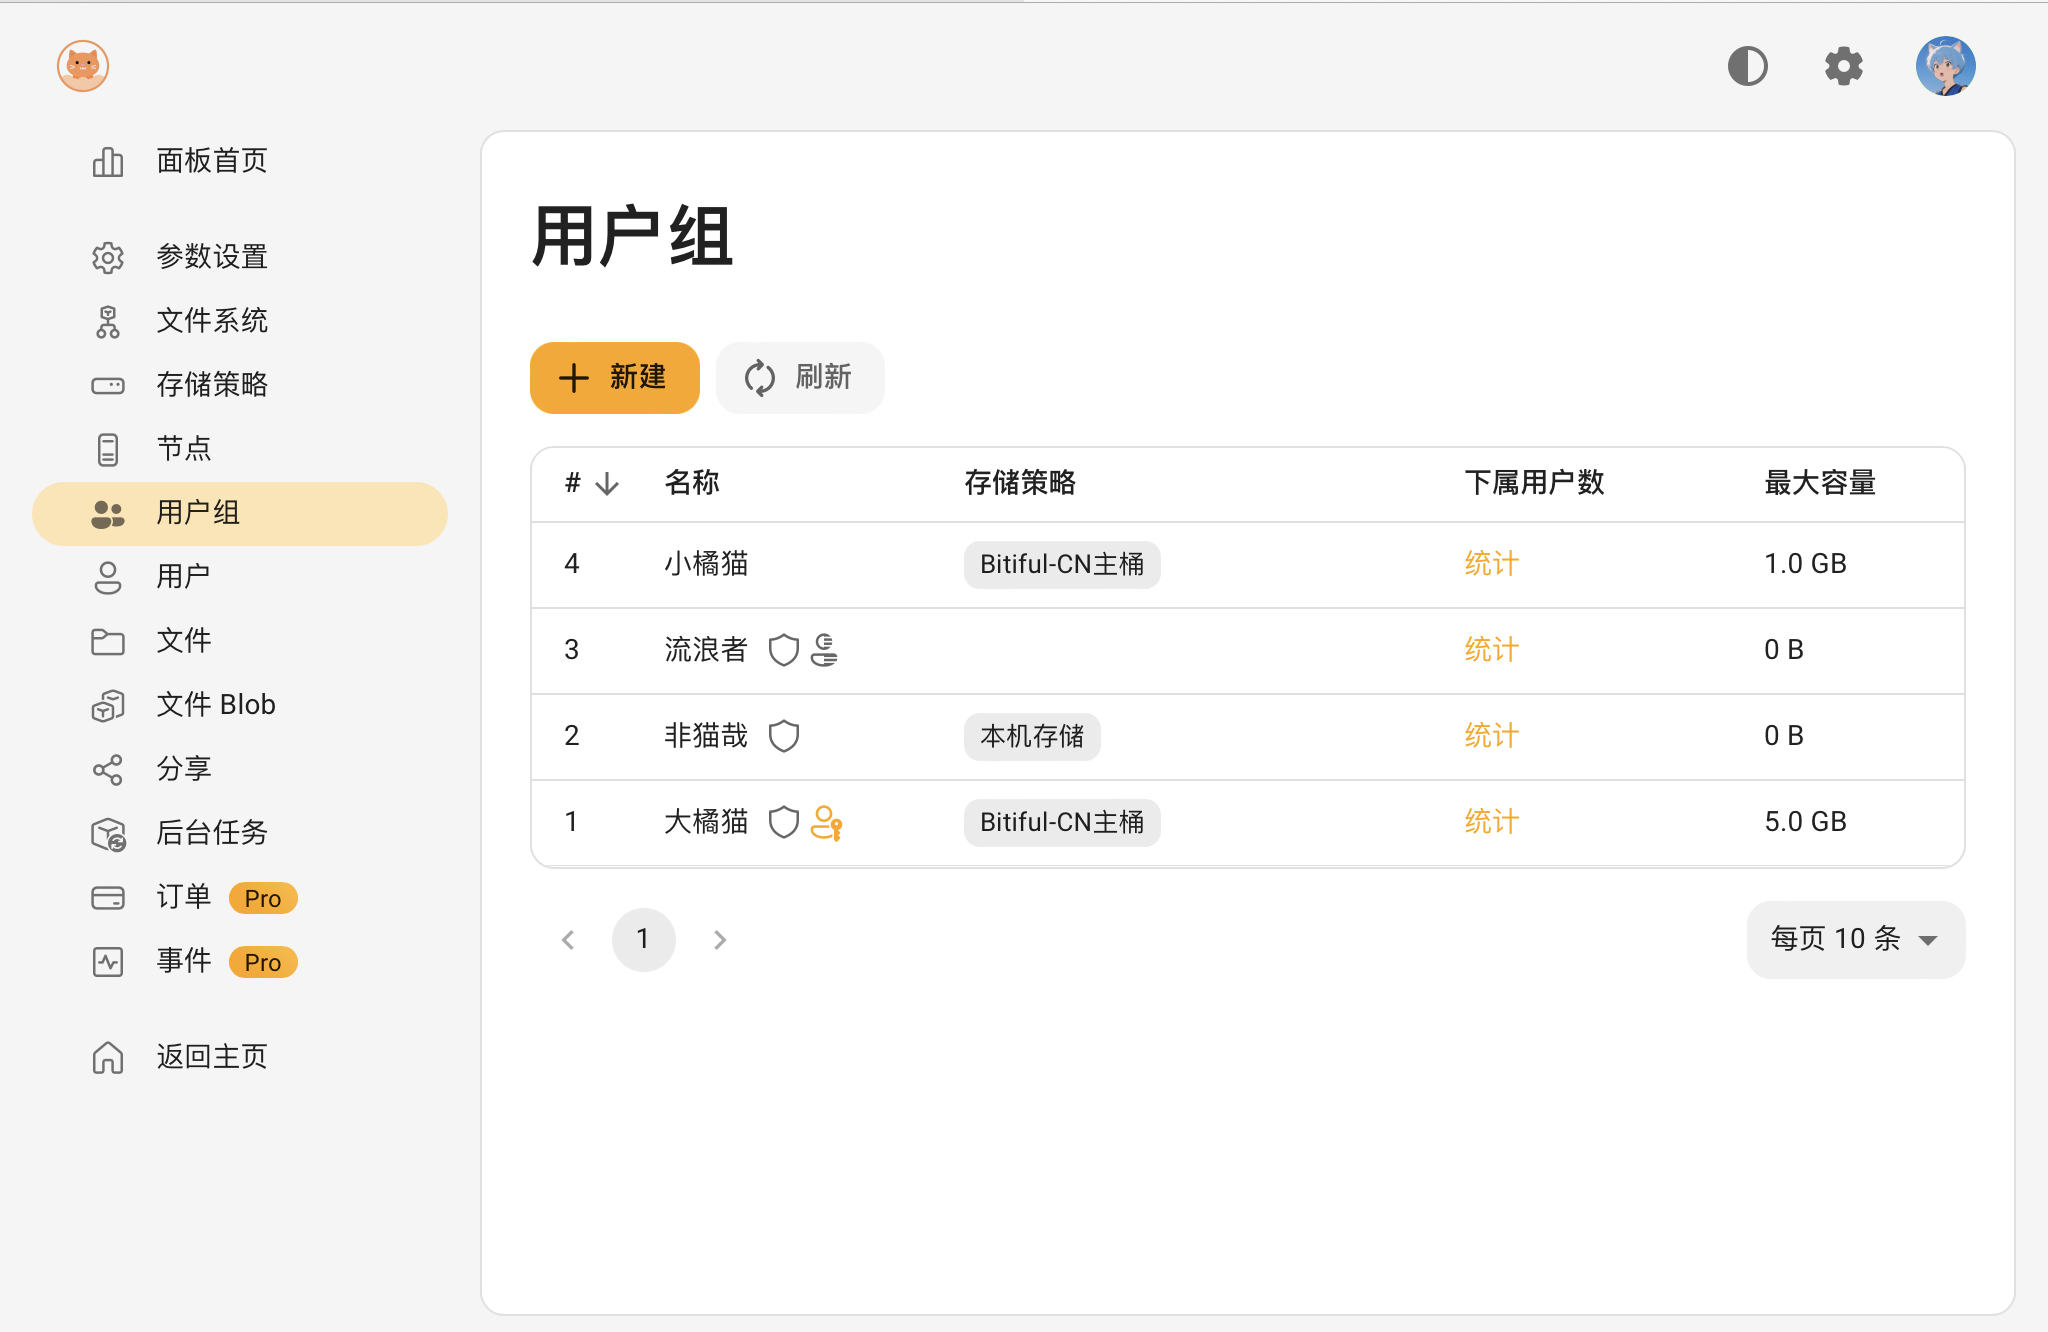 面板首页
参数设置
文件系统
存储策略
节点
用户组
用户
文件
文件 Blob
分享
后台任务
订单 Pro
事件 Pro
返回主页
用户组
新建 刷新
# 名称 存储策略 下属用户数 最大容量
4 小橘猫 Bitiful-CN主桶 统计 1.0 GB
3 流浪者 统计 0 B
2 非猫哉 本机存储 统计 0 B
1 大橘猫 Bitiful-CN主桶 统计 5.0 GB
1 每页 10 条